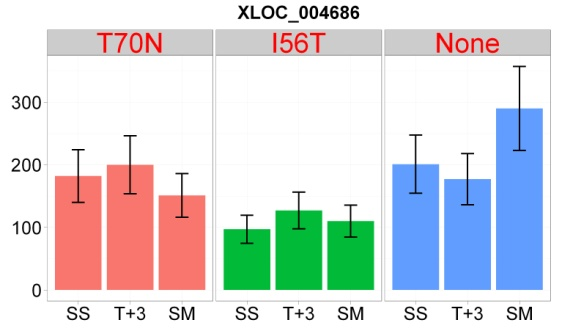 XLOC_004686
T70N I56T None
300
200
100
0
SS T+3 SM SS T+3 SM SS T+3 SM